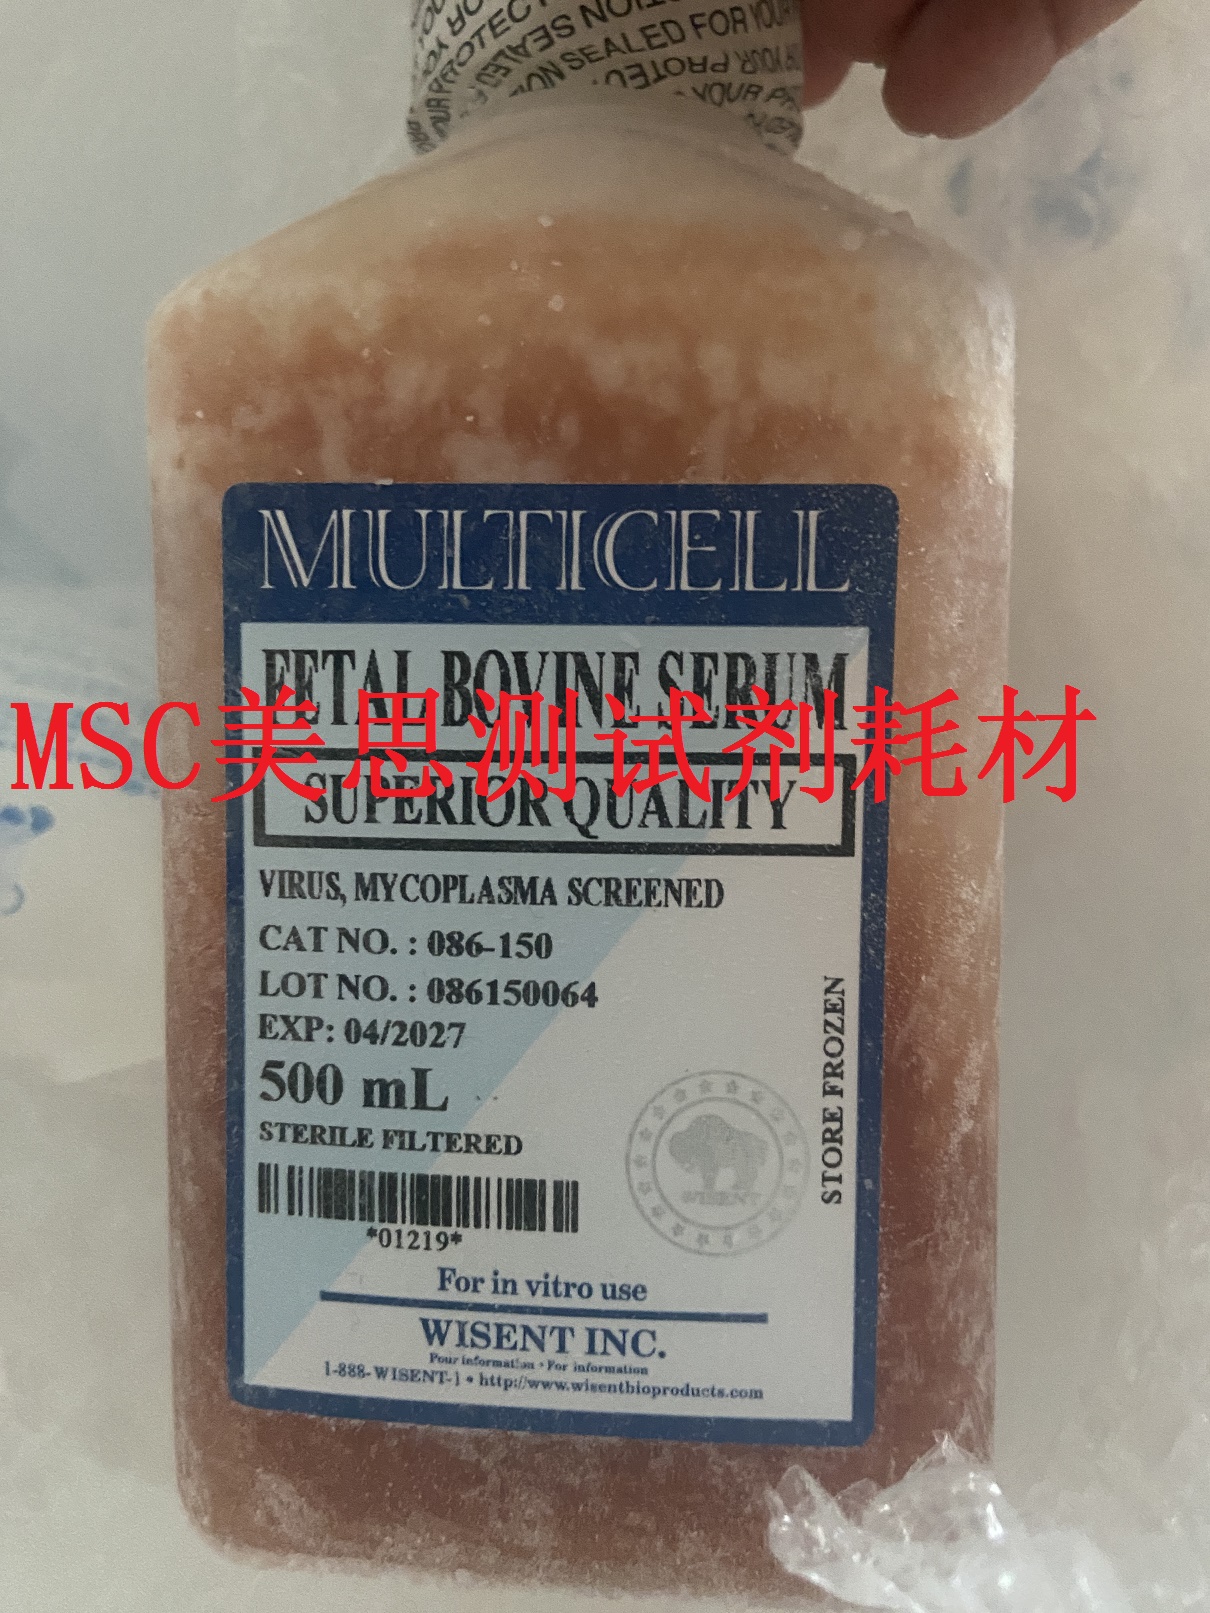 SEALED FOR YOUR
YOUR
MULTICELL
FETAL BOVINE SERUM
MSC美思测试剂耗材
SUPERIOR QUALITY
VIRUS, MYCOPLASMA SCREENED
CAT NO. : 086-150
LOT NO. : 086150064
EXP: 04/2027
500 mL
STERILE FILTERED
STORE FROZEN
WISENT
*01219*
For in vitro use
WISENT INC.
Pour information • For information
1-888-WISENT-1 • http://www.wisentbioproducts.com